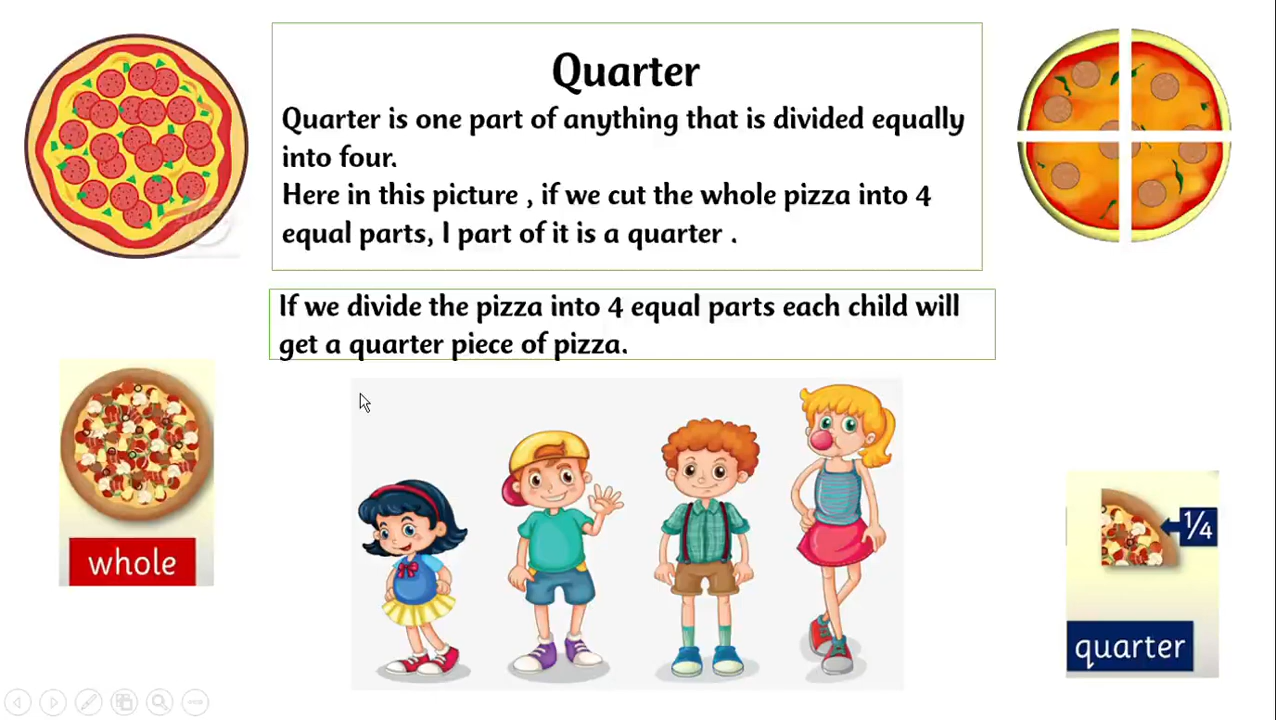 Quarter
Quarter is one part of anything that is divided equally
into four.
Here in this picture , if we cut the whole pizza into 4
equal parts, I part of it is a quarter .
If we divide the pizza into 4 equal parts each child will
get a quarter piece of pizza.
whole
1/4
quarter